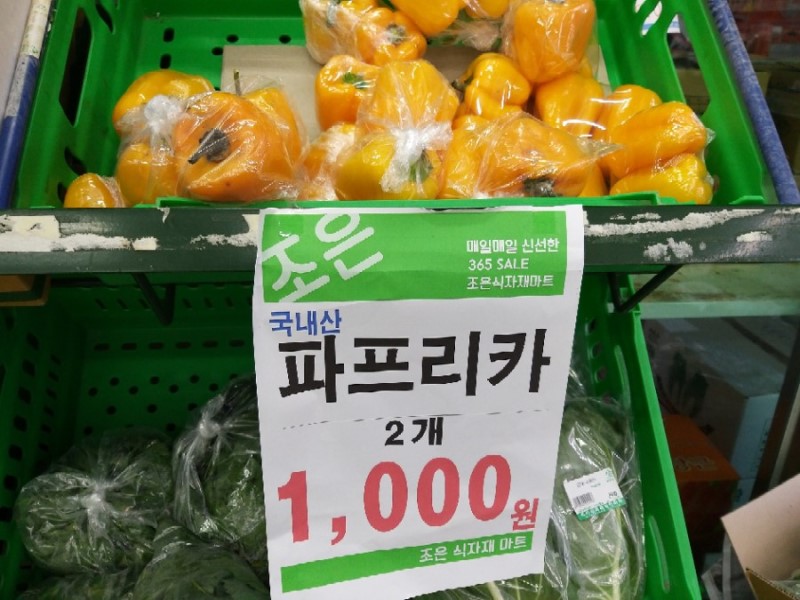 조은
매일매일 신선한
365 SALE
조은식자재마트
국내산
파프리카
2개
1,000원
조은 식자재 마트